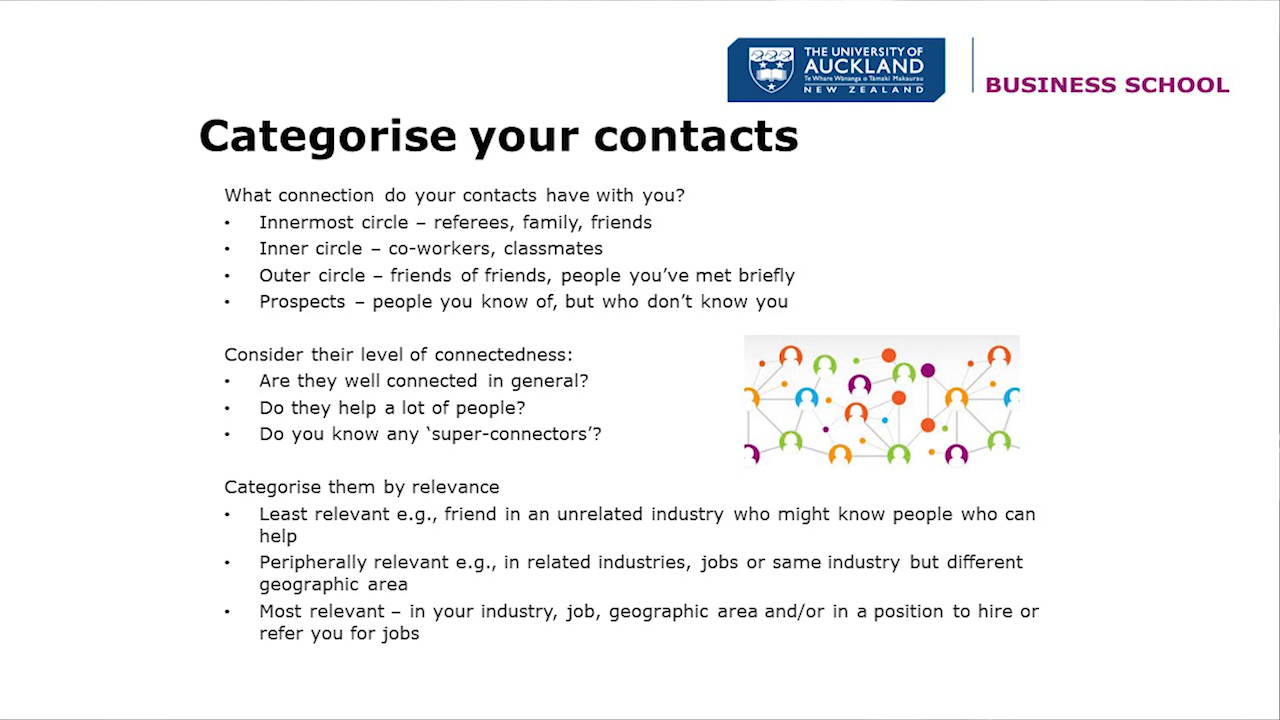 THE UNIVERSITY OF
AUCKLAND
Te Whare Wānanga o Tāmaki Makaurau
NEW ZEALAND
BUSINESS SCHOOL
Categorise your contacts
What connection do your contacts have with you?
• Innermost circle – referees, family, friends
• Inner circle – co-workers, classmates
• Outer circle – friends of friends, people you’ve met briefly
• Prospects – people you know of, but who don’t know you
Consider their level of connectedness:
• Are they well connected in general?
• Do they help a lot of people?
• Do you know any ‘super-connectors’?
Categorise them by relevance
• Least relevant e.g., friend in an unrelated industry who might know people who can
help
• Peripherally relevant e.g., in related industries, jobs or same industry but different
geographic area
• Most relevant – in your industry, job, geographic area and/or in a position to hire or
refer you for jobs